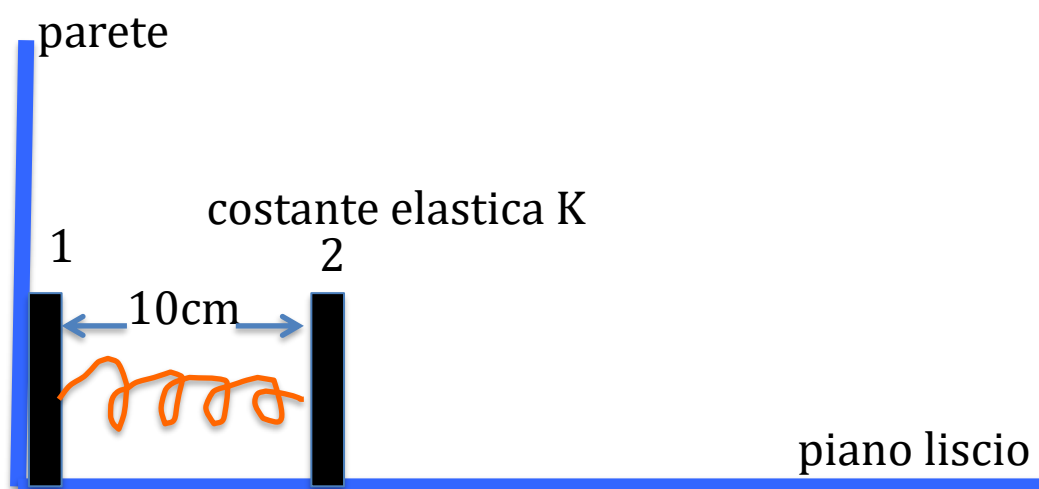 parete
costante elastica K
1
2
10cm
piano liscio